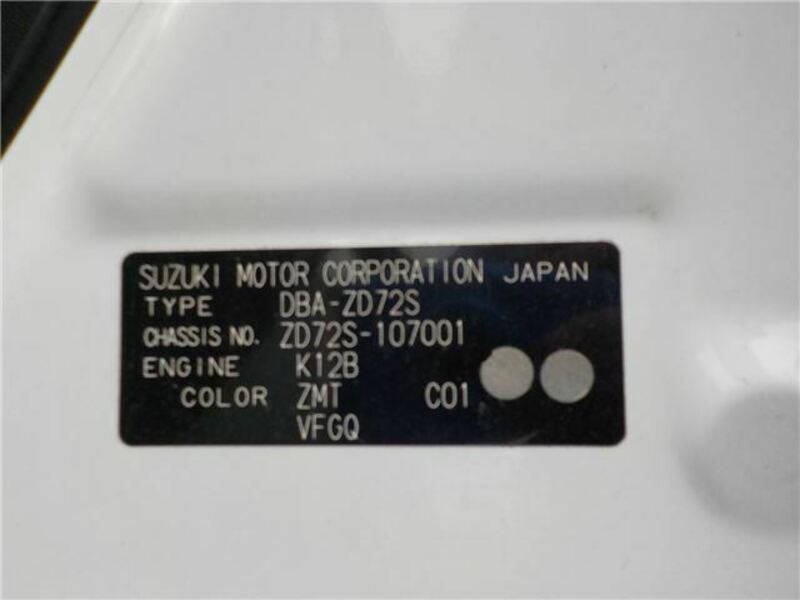 SUZUKI MOTOR CORPORATION JAPAN
TYPE DBA-ZD72S
CHASSIS NO. ZD72S-107001
ENGINE K12B
COLOR ZMT C01
VFGQ